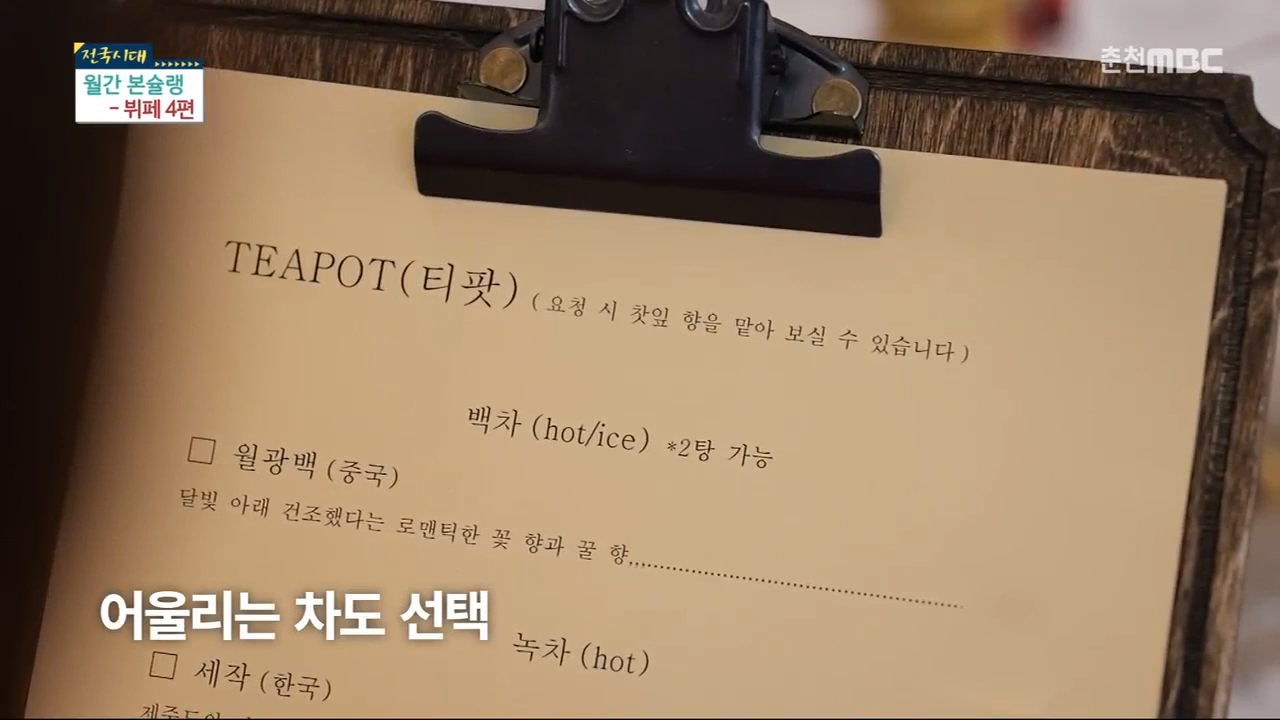 전국시대
월간 본슐랭
- 뷔페 4편
춘천MBC
TEAPOT(티팟) (요청 시 찻잎 향을 맡아 보실 수 있습니다)
백차 (hot/ice) *2탕 가능
□ 월광백 (중국)
달빛 아래 건조했다는 로맨틱한 꽃 향과 꿀 향
어울리는 차도 선택
녹차 (hot)
□ 세작 (한국)